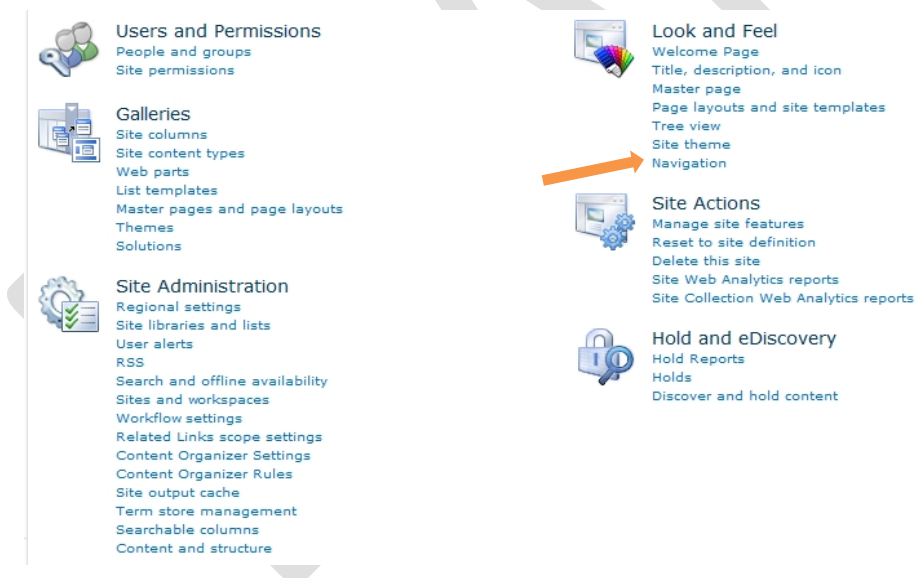 Users and Permissions
People and groups
Site permissions
Galleries
Site columns
Site content types
Web parts
List templates
Master pages and page layouts
Themes
Solutions
Site Administration
Regional settings
Site libraries and lists
User alerts
RSS
Search and offline availability
Sites and workspaces
Workflow settings
Related Links scope settings
Content Organizer Settings
Content Organizer Rules
Site output cache
Term store management
Searchable columns
Content and structure
Look and Feel
Welcome Page
Title, description, and icon
Master page
Page layouts and site templates
Tree view
Site theme
Navigation
Site Actions
Manage site features
Reset to site definition
Delete this site
Site Web Analytics reports
Site Collection Web Analytics reports
Hold and eDiscovery
Hold Reports
Holds
Discover and hold content